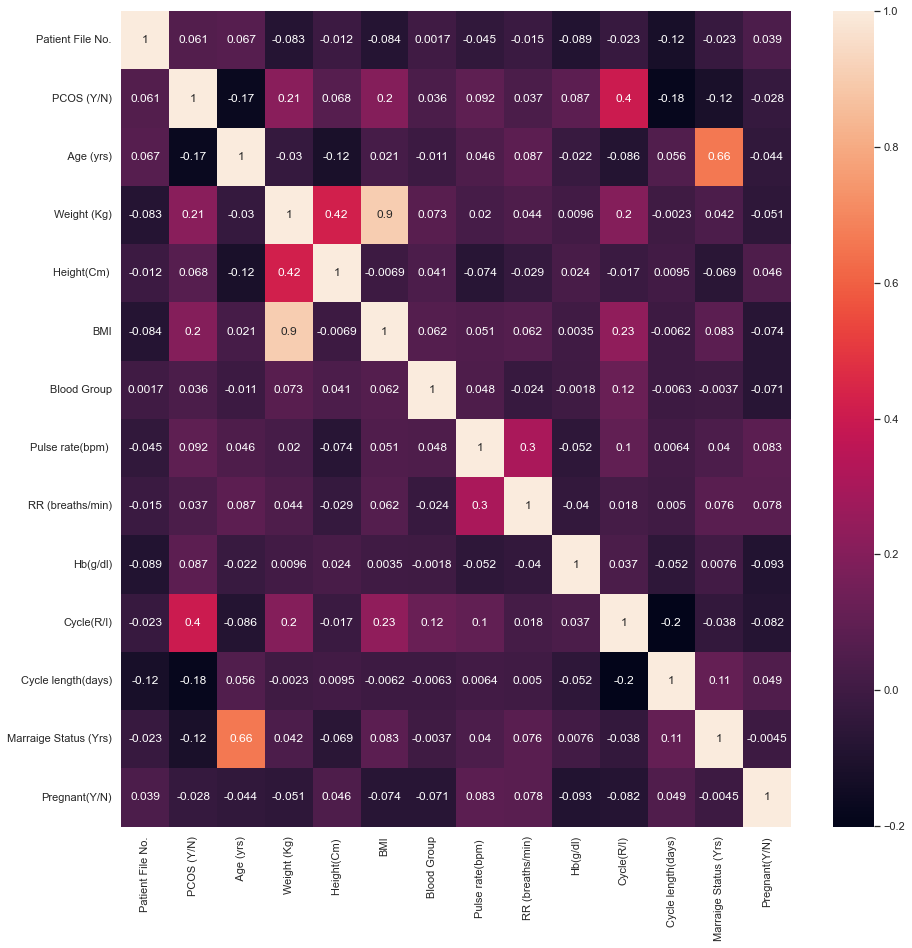 Patient File No. 1 0.061 0.067 -0.083 -0.012 -0.084 0.0017 -0.045 -0.015 -0.089 -0.023 -0.12 -0.023 0.039
PCOS (Y/N) 0.061 1 -0.17 0.21 0.068 0.2 0.036 0.092 0.037 0.087 0.4 -0.18 -0.12 -0.028
Age (yrs) 0.067 -0.17 1 -0.03 -0.12 0.021 -0.011 0.046 0.087 -0.022 -0.086 0.056 0.66 -0.044
Weight (Kg) -0.083 0.21 -0.03 1 0.42 0.9 0.073 0.02 0.044 0.0096 0.2 -0.0023 0.042 -0.051
Height(Cm) -0.012 0.068 -0.12 0.42 1 -0.0069 0.041 -0.074 -0.029 0.024 -0.017 0.0095 -0.069 0.046
BMI -0.084 0.2 0.021 0.9 -0.0069 1 0.062 0.051 0.062 0.0035 0.23 -0.0062 0.083 -0.074
Blood Group 0.0017 0.036 -0.011 0.073 0.041 0.062 1 0.048 -0.024 -0.0018 0.12 -0.0063 -0.0037 -0.071
Pulse rate(bpm) -0.045 0.092 0.046 0.02 -0.074 0.051 0.048 1 0.3 -0.052 0.1 0.0064 0.04 0.083
RR (breaths/min) -0.015 0.037 0.087 0.044 -0.029 0.062 -0.024 0.3 1 -0.04 0.018 0.005 0.076 0.078
Hb(g/dl) -0.089 0.087 -0.022 0.0096 0.024 0.0035 -0.0018 -0.052 -0.04 1 0.037 -0.052 0.0076 -0.093
Cycle(R/I) -0.023 0.4 -0.086 0.2 -0.017 0.23 0.12 0.1 0.018 0.037 1 -0.2 -0.038 -0.082
Cycle length(days) -0.12 -0.18 0.056 -0.0023 0.0095 -0.0062 -0.0063 0.0064 0.005 -0.052 -0.2 1 0.11 0.049
Marraige Status (Yrs) -0.023 -0.12 0.66 0.042 -0.069 0.083 -0.0037 0.04 0.076 0.0076 -0.038 0.11 1 -0.0045
Pregnant(Y/N) 0.039 -0.028 -0.044 -0.051 0.046 -0.074 -0.071 0.083 0.078 -0.093 -0.082 0.049 -0.0045 1
Patient File No.
PCOS (Y/N)
Age (yrs)
Weight (Kg)
Height(Cm)
BMI
Blood Group
Pulse rate(bpm)
RR (breaths/min)
Hb(g/dl)
Cycle(R/I)
Cycle length(days)
Marraige Status (Yrs)
Pregnant(Y/N)
1.0
0.8
0.6
0.4
0.2
0.0
−0.2